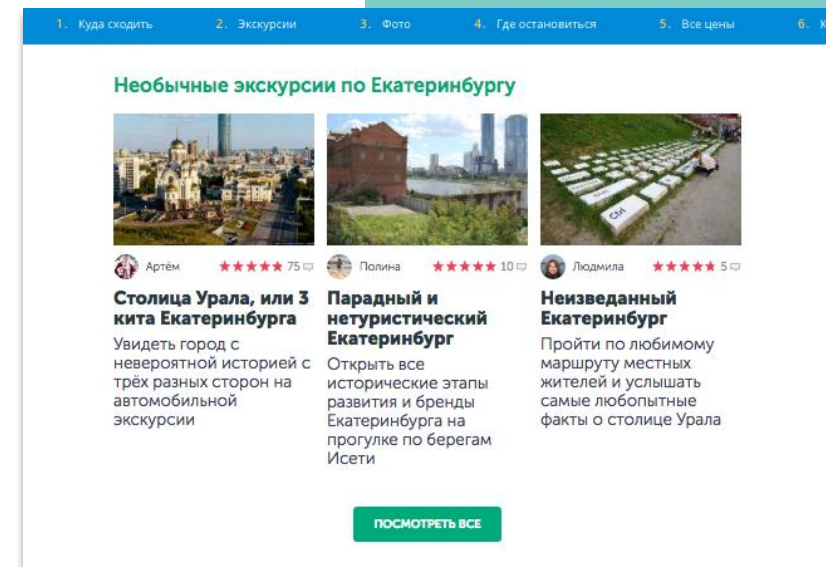 1. Куда сходить 2. Экскурсии 3. Фото 4. Где остановиться 5. Все цены 6. К
Необычные экскурсии по Екатеринбургу
Ctrl
Артём 75
Столица Урала, или 3
кита Екатеринбурга
Увидеть город с
невероятной историей с
трёх разных сторон на
автомобильной
экскурсии
Полина 10
Парадный и
нетуристический
Екатеринбург
Открыть все
исторические этапы
развития и бренды
Екатеринбурга на
прогулке по берегам
Исети
Людмила 5
Неизведанный
Екатеринбург
Пройти по любимому
маршруту местных
жителей и услышать
самые любопытные
факты о столице Урала
ПОСМОТРЕТЬ ВСЕ